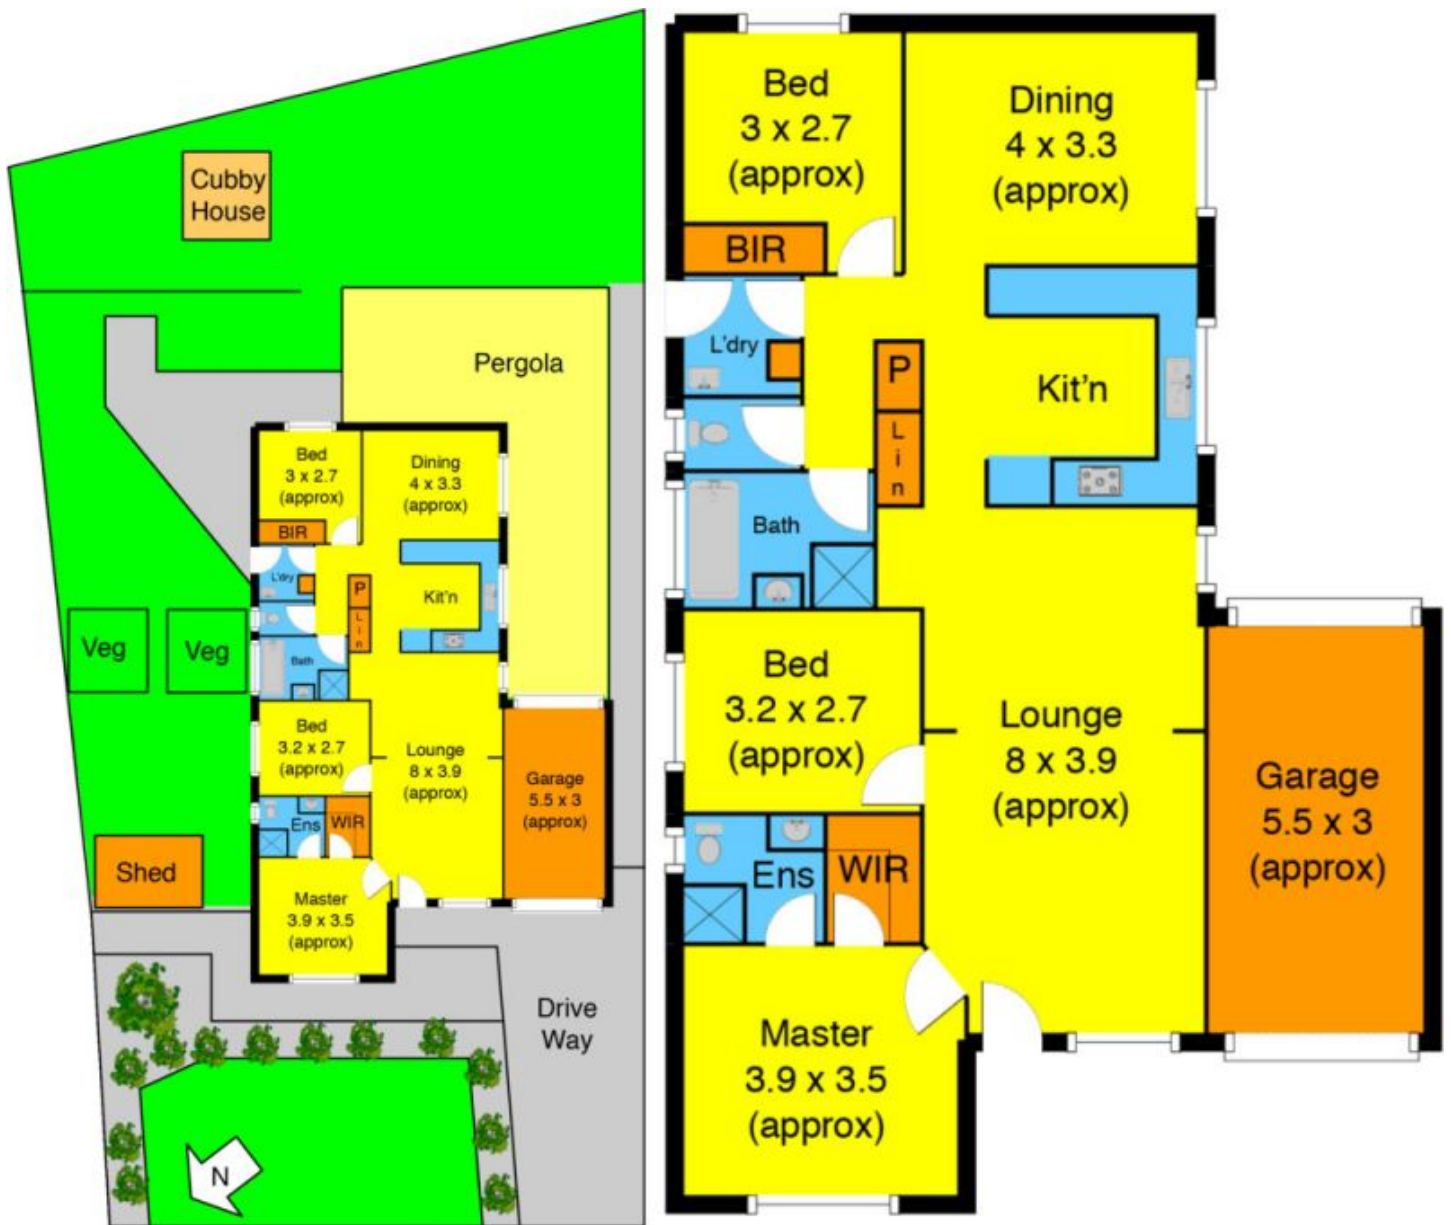 Cubby
House
Pergola
Bed
3 x 2.7
(approx)
Dining
4 x 3.3
(approx)
BIR
L'dry
P
Lin
Kit'n
Veg
Veg
Bath
Bed
3.2 x 2.7
(approx)
Lounge
8 x 3.9
(approx)
Garage
5.5 x 3
(approx)
Ens
WIR
Shed
Master
3.9 x 3.5
(approx)
Drive
Way
N
Bed
3 x 2.7
(approx)
Dining
4 x 3.3
(approx)
BIR
L'dry
P
Lin
Kit'n
Bath
Bed
3.2 x 2.7
(approx)
Lounge
8 x 3.9
(approx)
Garage
5.5 x 3
(approx)
Ens
WIR
Master
3.9 x 3.5
(approx)